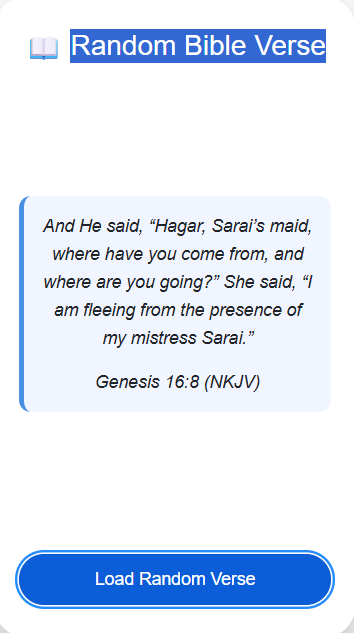 📖 Random Bible Verse
And He said, “Hagar, Sarai’s maid,
where have you come from, and
where are you going?” She said, “I
am fleeing from the presence of
my mistress Sarai.”
Genesis 16:8 (NKJV)
Load Random Verse